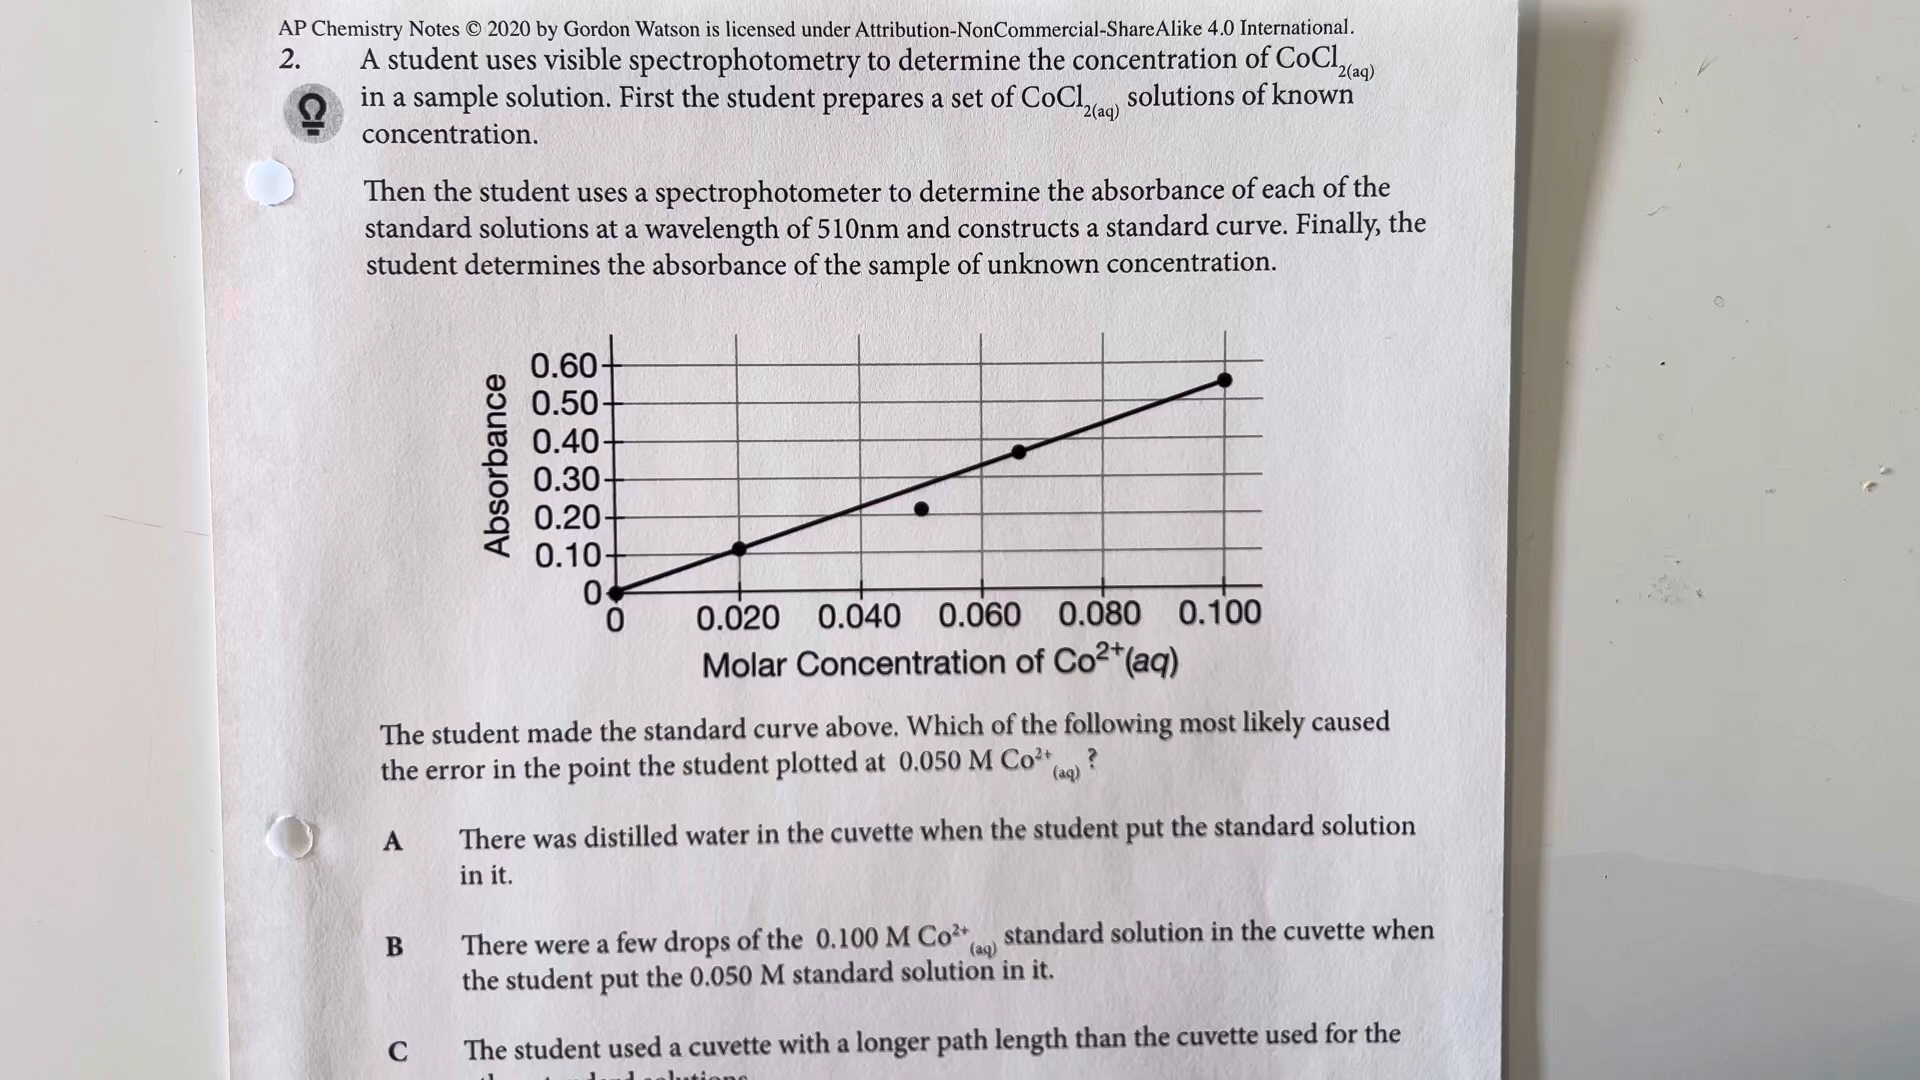 AP Chemistry Notes © 2020 by Gordon Watson is licensed under Attribution-NonCommercial-ShareAlike 4.0 International.
2. A student uses visible spectrophotometry to determine the concentration of CoCl2(aq)
in a sample solution. First the student prepares a set of CoCl2(aq) solutions of known
concentration.
Then the student uses a spectrophotometer to determine the absorbance of each of the
standard solutions at a wavelength of 510nm and constructs a standard curve. Finally, the
student determines the absorbance of the sample of unknown concentration.
Absorbance
0.60
0.50
0.40
0.30
0.20
0.10
0
0 0.020 0.040 0.060 0.080 0.100
Molar Concentration of Co2+(aq)
The student made the standard curve above. Which of the following most likely caused
the error in the point the student plotted at 0.050 M Co2+(aq) ?
A There was distilled water in the cuvette when the student put the standard solution
in it.
B There were a few drops of the 0.100 M Co2+(aq) standard solution in the cuvette when
the student put the 0.050 M standard solution in it.
C The student used a cuvette with a longer path length than the cuvette used for the